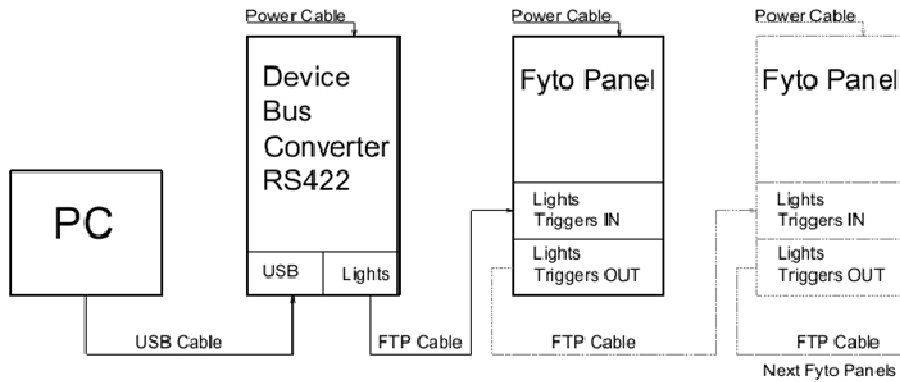 Power Cable
Power Cable
Power Cable
Device
Bus
Converter
RS422
Fyto Panel
Fyto Panel
PC
Lights
Triggers IN
Lights
Triggers IN
USB
Lights
Lights
Triggers OUT
Lights
Triggers OUT
USB Cable
FTP Cable
FTP Cable
FTP Cable
Next Fyto Panels